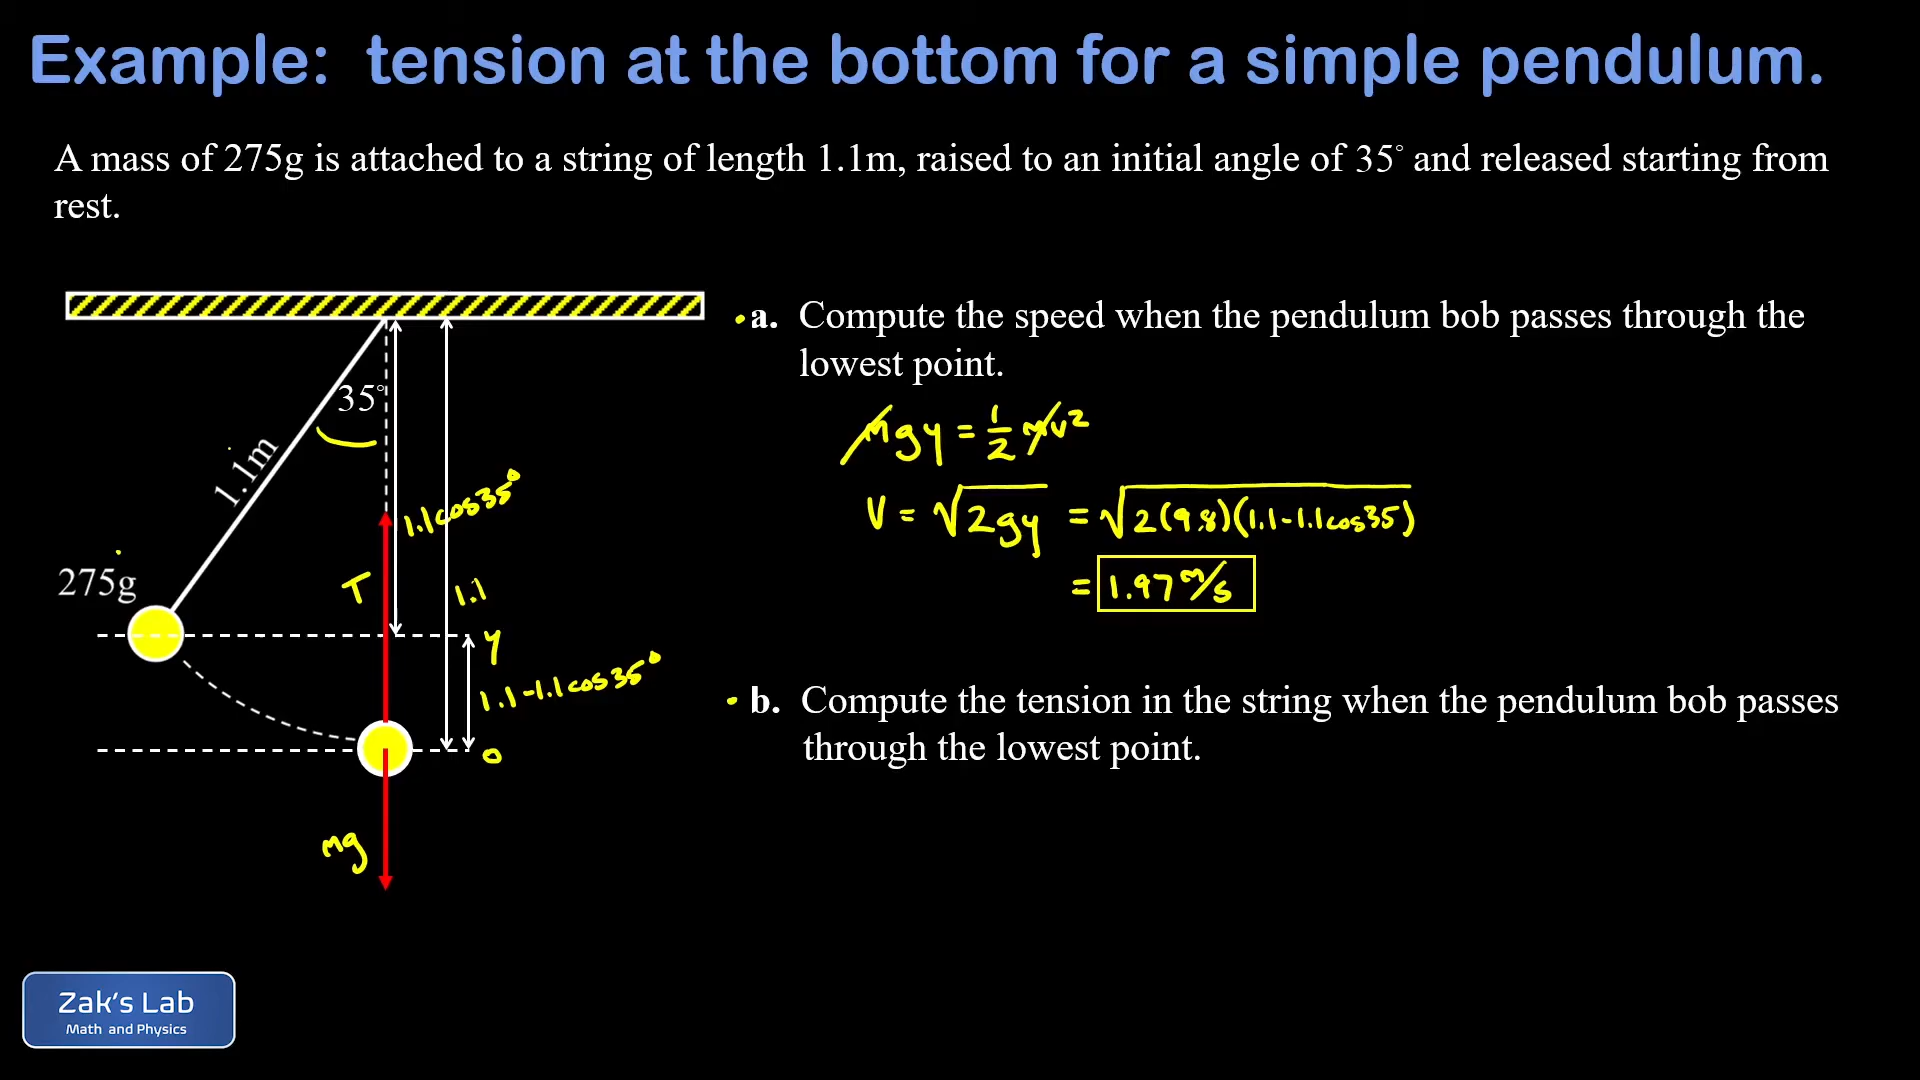 Example: tension at the bottom for a simple pendulum.
A mass of 275g is attached to a string of length 1.1m, raised to an initial angle of 35° and released starting from
rest.
35°
1.1m
275g
1.1cos35°
T
1.1
y
1.1-1.1cos35°
0
mg
a. Compute the speed when the pendulum bob passes through the
lowest point.
mgy = 1/2 mv²
v = √2gy = √2(9.8)(1.1-1.1cos35)
= 1.97 m/s
b. Compute the tension in the string when the pendulum bob passes
through the lowest point.
Zak's Lab
Math and Physics